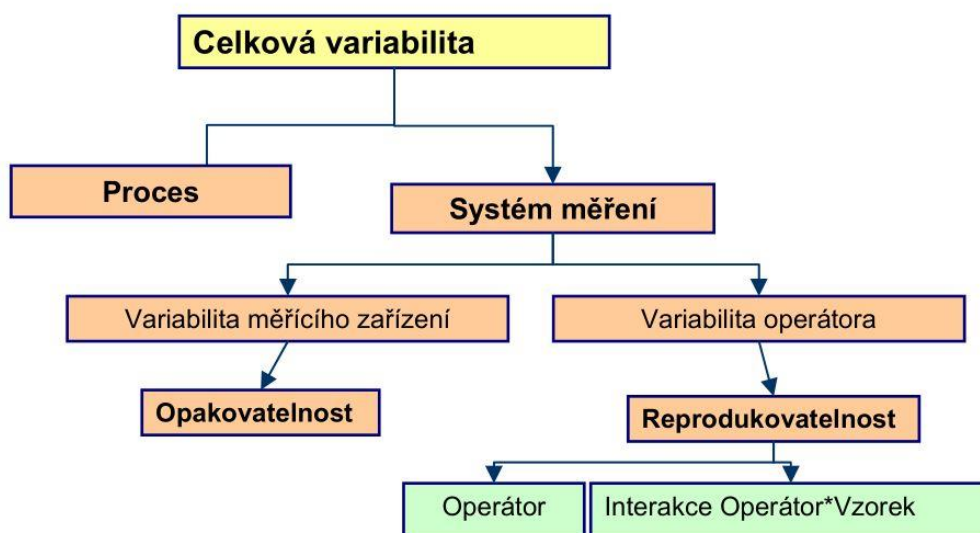 Celková variabilita
Proces
Systém měření
Variabilita měřícího zařízení
Variabilita operátora
Opakovatelnost
Reprodukovatelnost
Operátor
Interakce Operátor*Vzorek